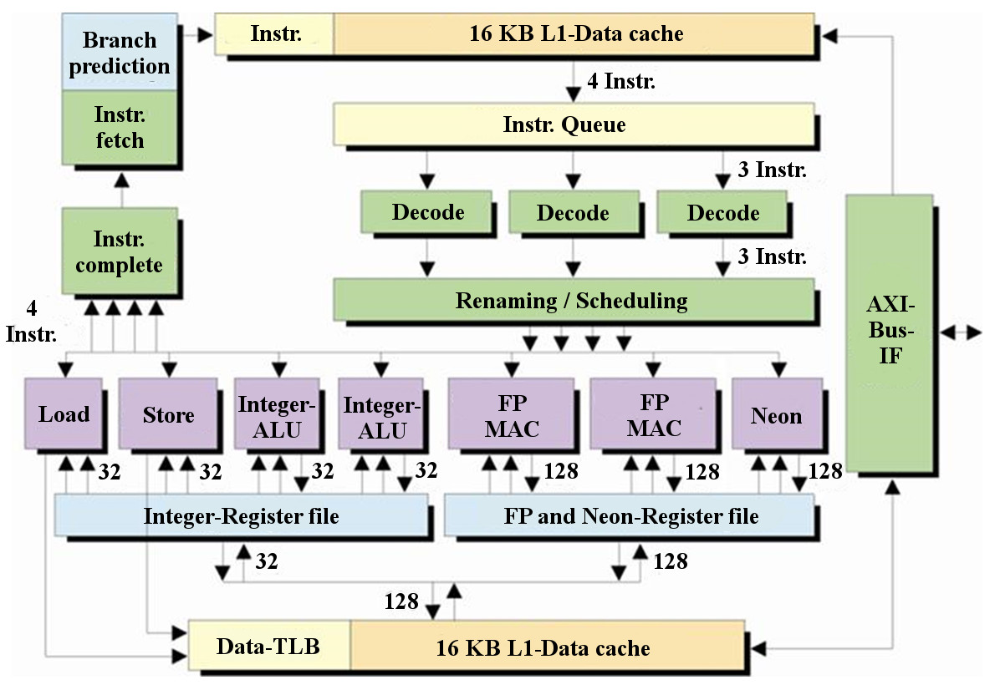 Branch
prediction
Instr.
fetch
Instr.
16 KB L1-Data cache
4 Instr.
Instr. Queue
3 Instr.
Decode
Decode
Decode
3 Instr.
Instr.
complete
Renaming / Scheduling
4
Instr.
AXI-
Bus-
IF
Load
Store
Integer-
ALU
Integer-
ALU
FP
MAC
FP
MAC
Neon
32
32
32
32
128
128
128
Integer-Register file
FP and Neon-Register file
32
128
128
Data-TLB
16 KB L1-Data cache